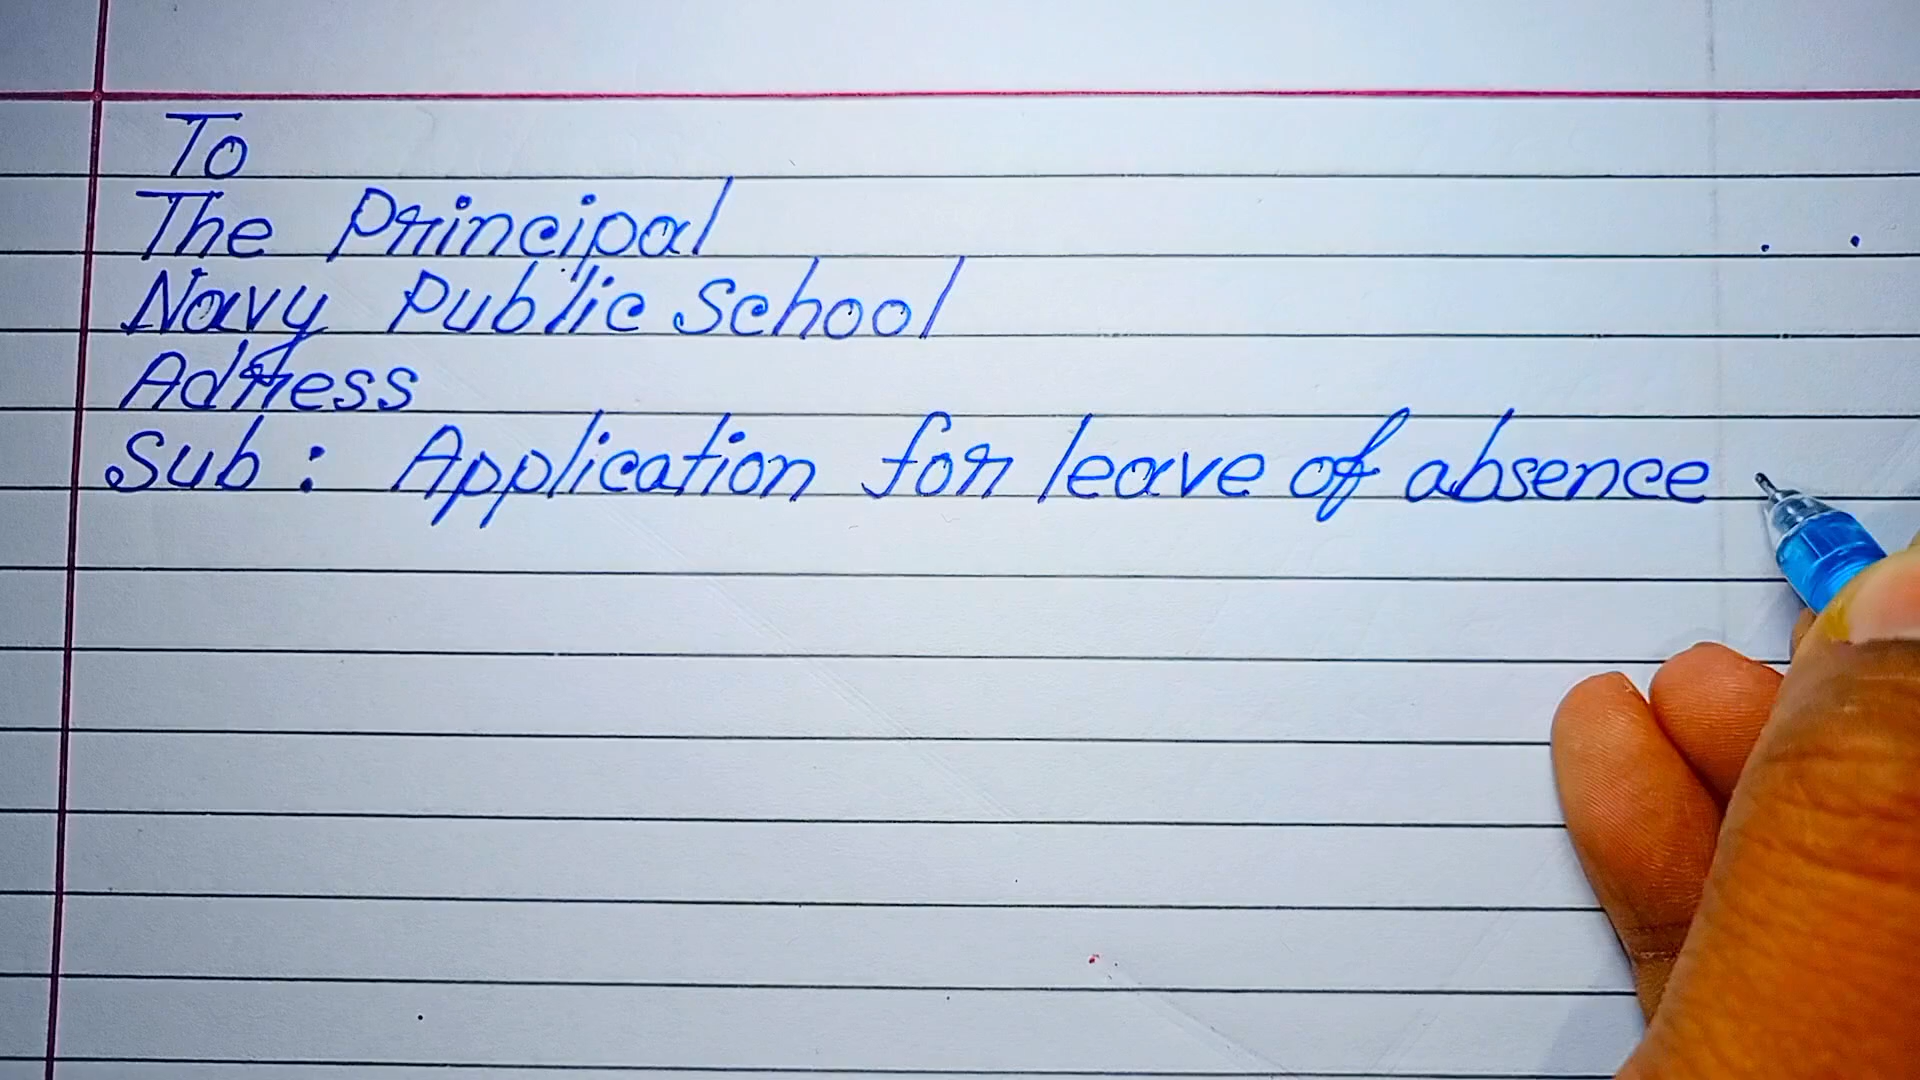 To
The Principal
Navy Public School
Adress
Sub : Application for leave of absence